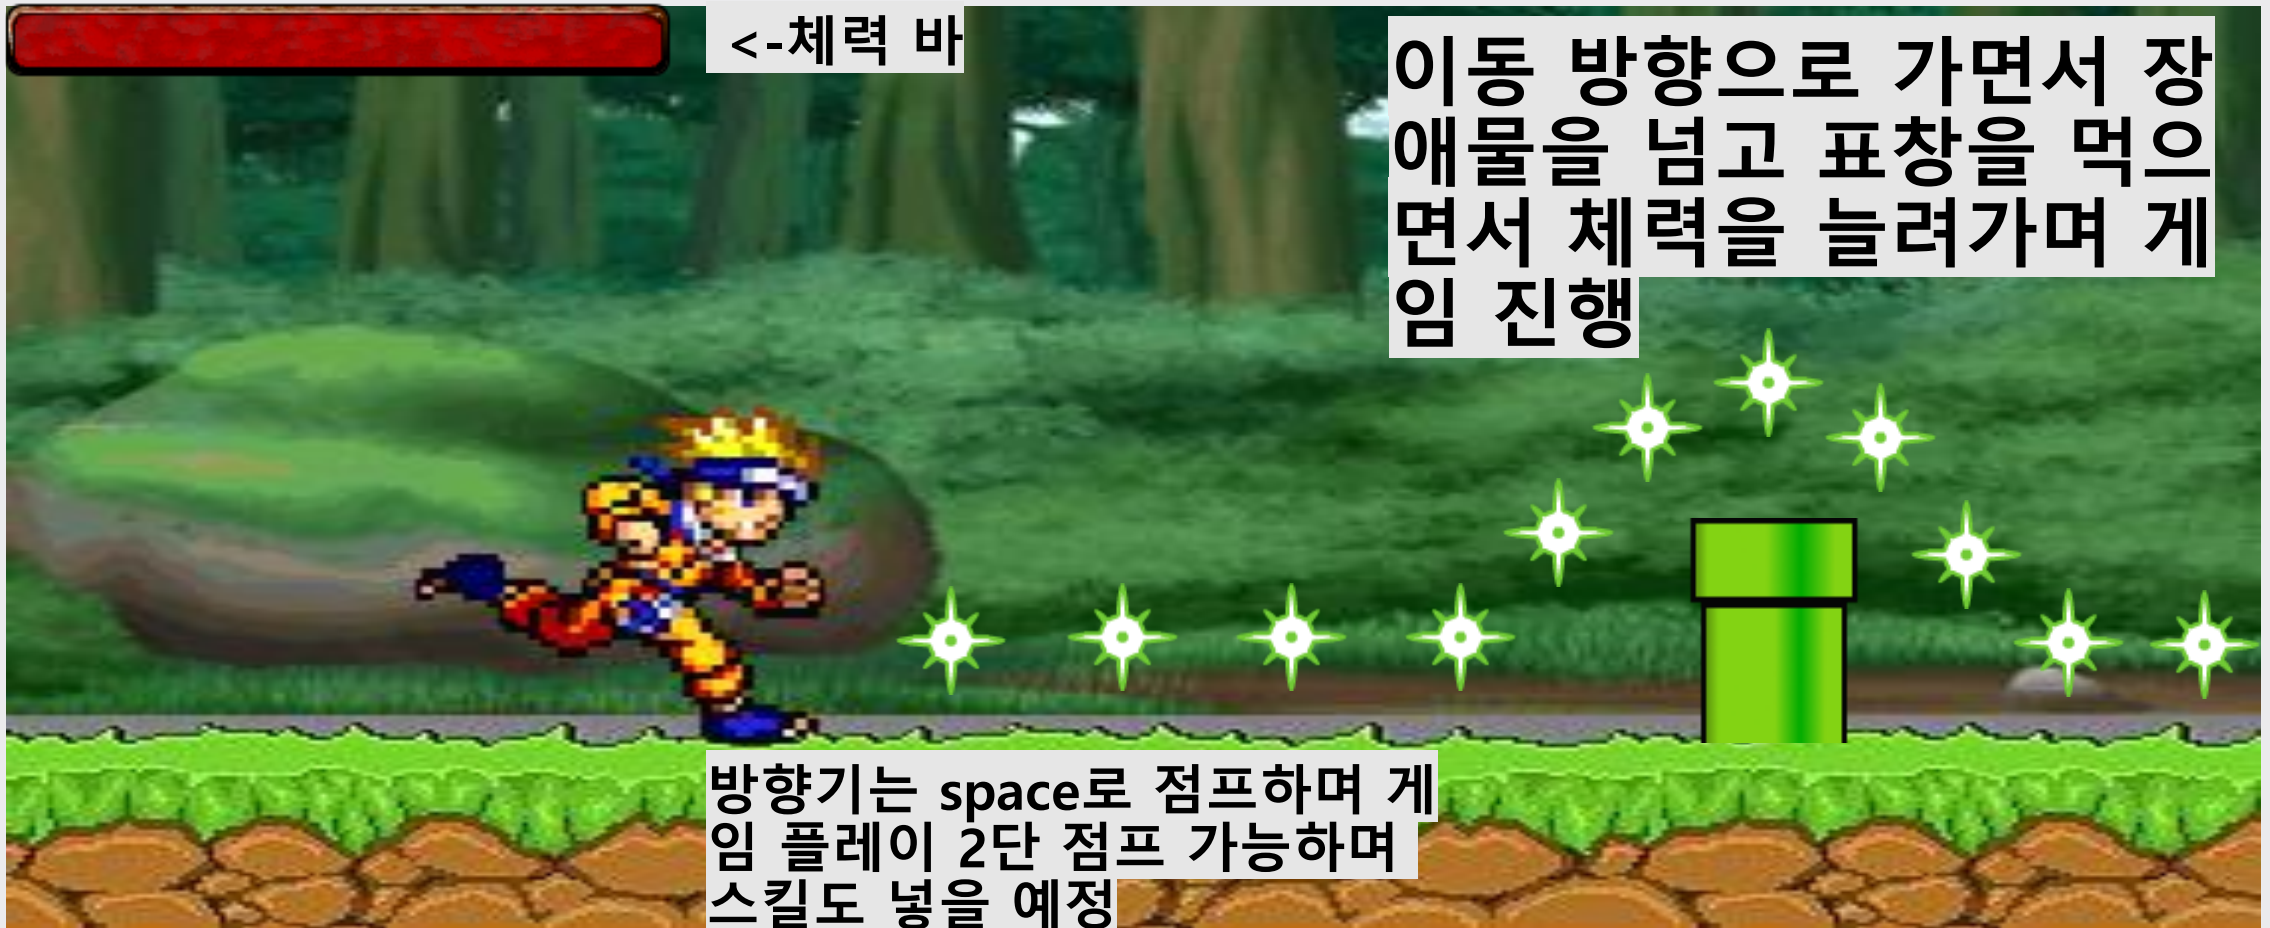 <-체력 바
이동 방향으로 가면서 장
애물을 넘고 표창을 먹으
면서 체력을 늘려가며 게
임 진행
방향기는 space로 점프하며 게
임 플레이 2단 점프 가능하며
스킬도 넣을 예정